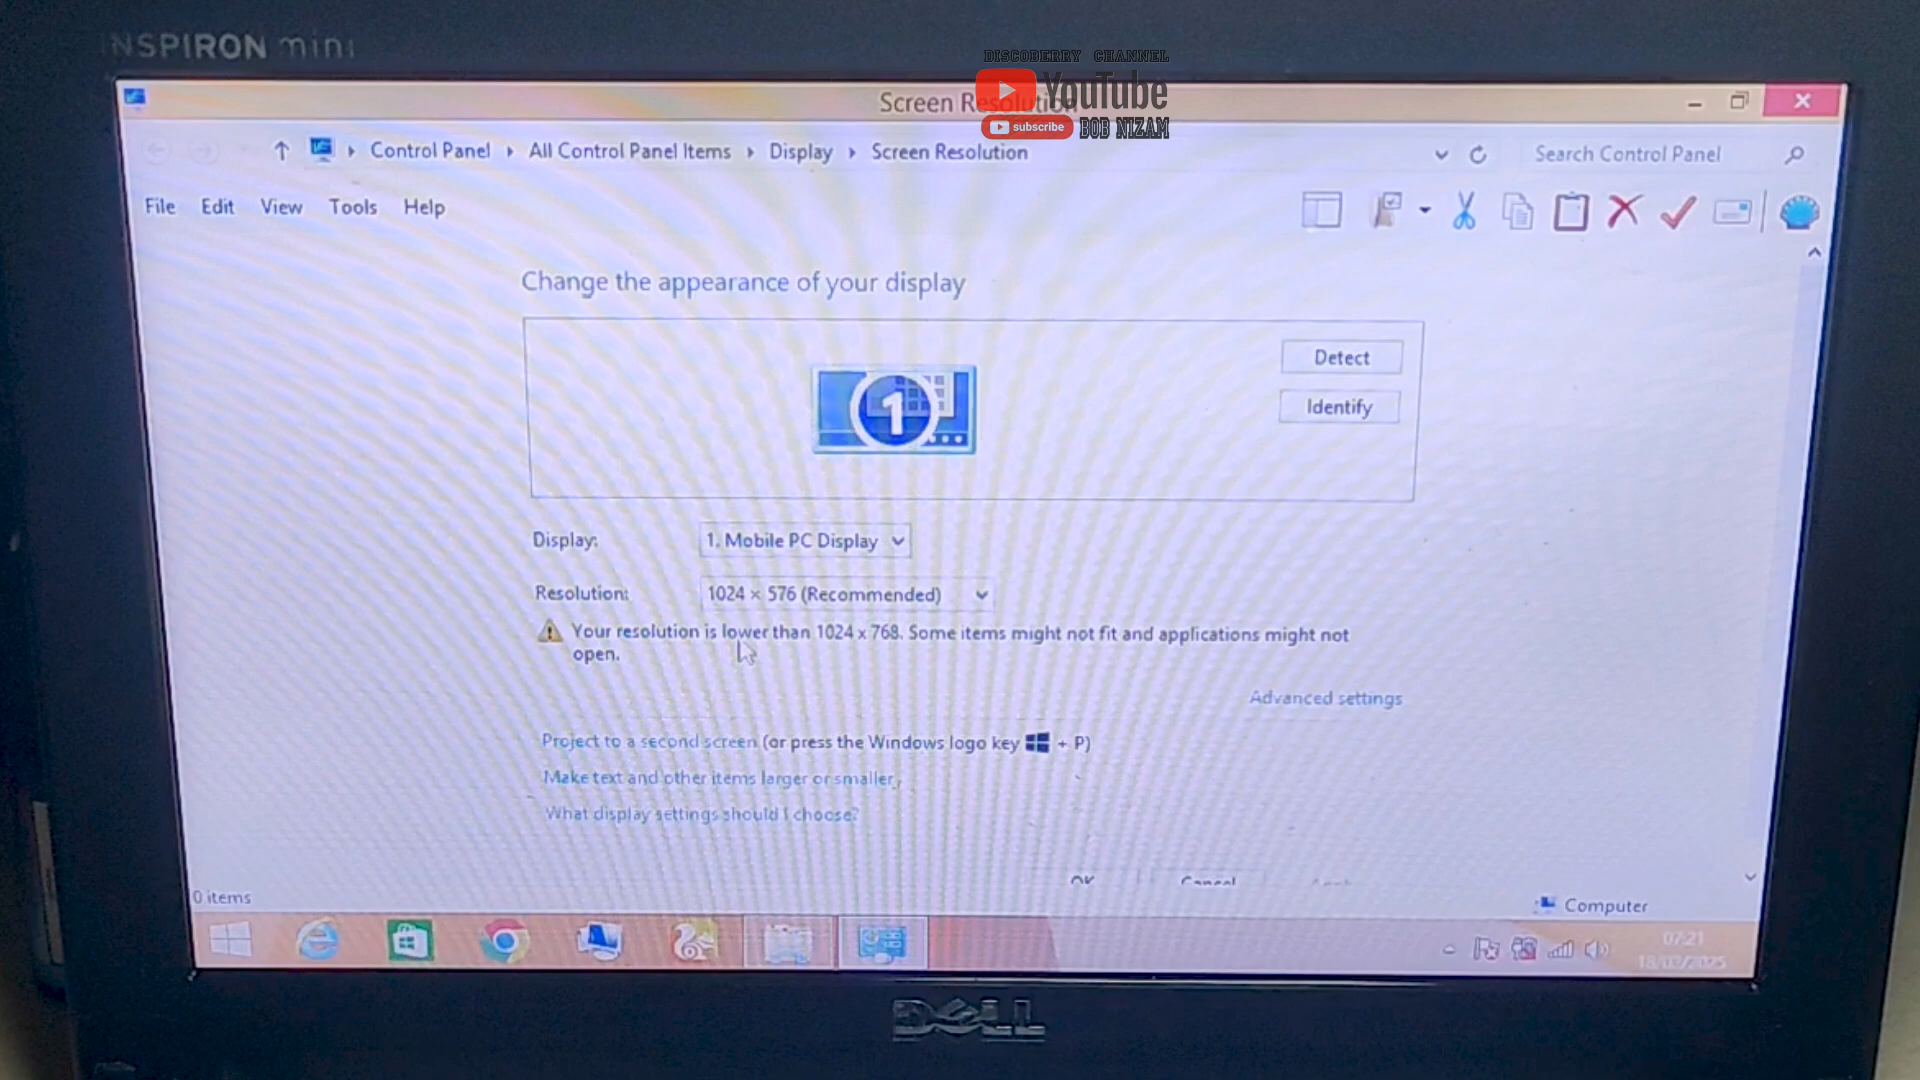 INSPIRON mini
DISCOBERRY CHANNEL
YouTube
subscribe BOB NIZAM
Screen Resolution
Control Panel All Control Panel Items Display Screen Resolution
Search Control Panel
File Edit View Tools Help
Change the appearance of your display
1
Detect
Identify
Display: 1. Mobile PC Display
Resolution: 1024 × 576 (Recommended)
Your resolution is lower than 1024 x 768. Some items might not fit and applications might not
open.
Advanced settings
Project to a second screen (or press the Windows logo key + P)
Make text and other items larger or smaller
What display settings should I choose?
OK Cancel
0 items
Computer
07:21
DELL